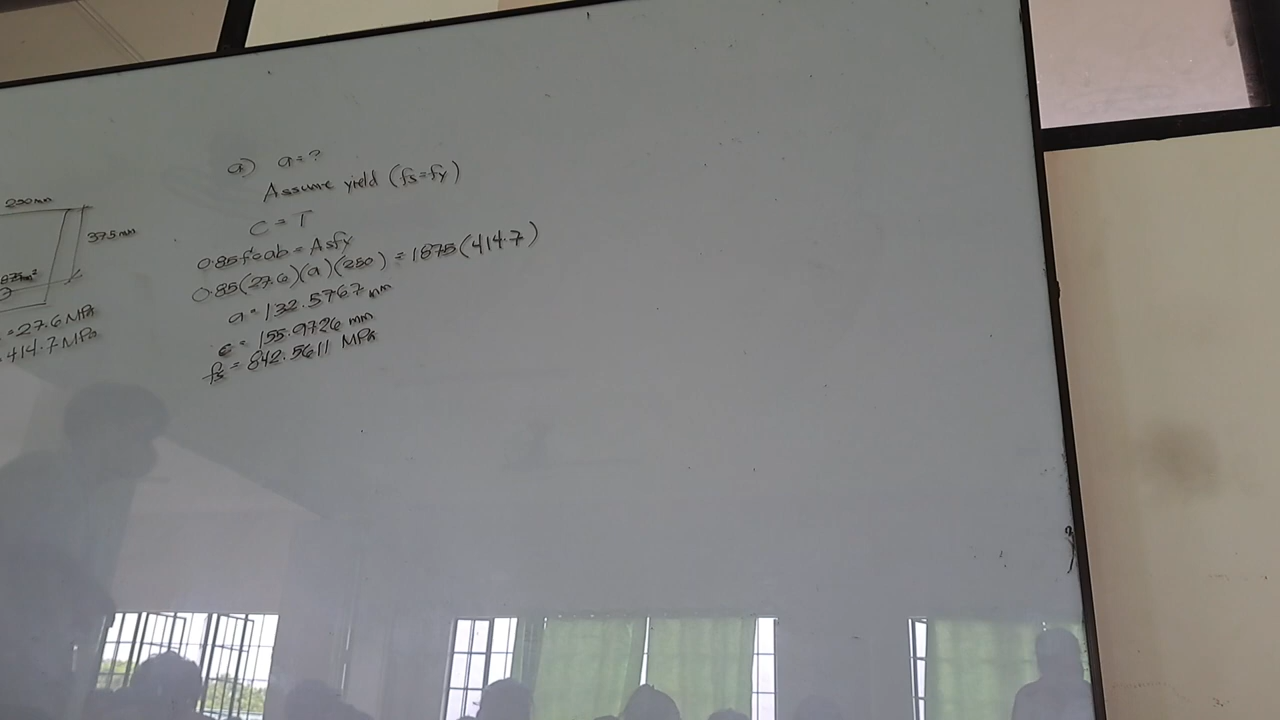 250mm
375mm
875mm²
=27.6 MPa
=414.7 MPa
a) a=?
Assume yield (fs=fy)
C = T
0.85f'cab = Asfy
0.85(27.6)(a)(250) = 1875(414.7)
a = 132.5767 mm
c = 155.9726 mm
fs = 842.5611 MPa